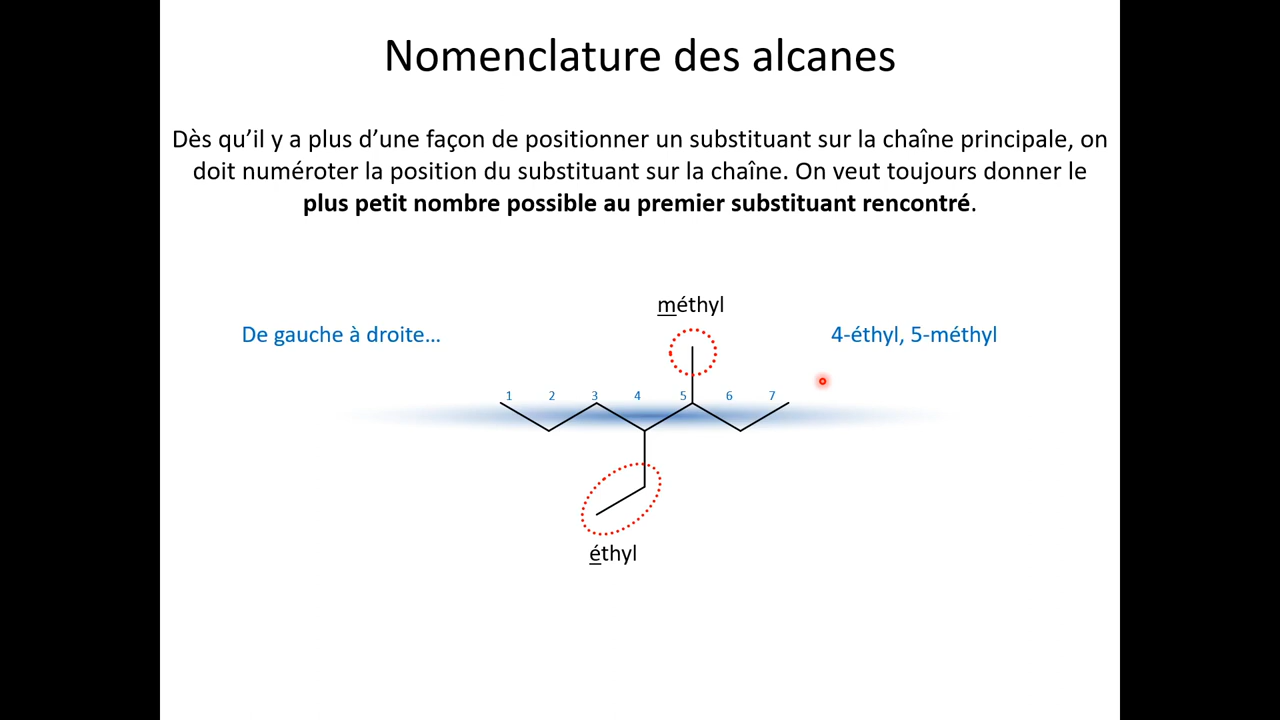 Nomenclature des alcanes
Dès qu’il y a plus d’une façon de positionner un substituant sur la chaîne principale, on
doit numéroter la position du substituant sur la chaîne. On veut toujours donner le
plus petit nombre possible au premier substituant rencontré.
méthyl
De gauche à droite…
4-éthyl, 5-méthyl
1 2 3 4 5 6 7
éthyl